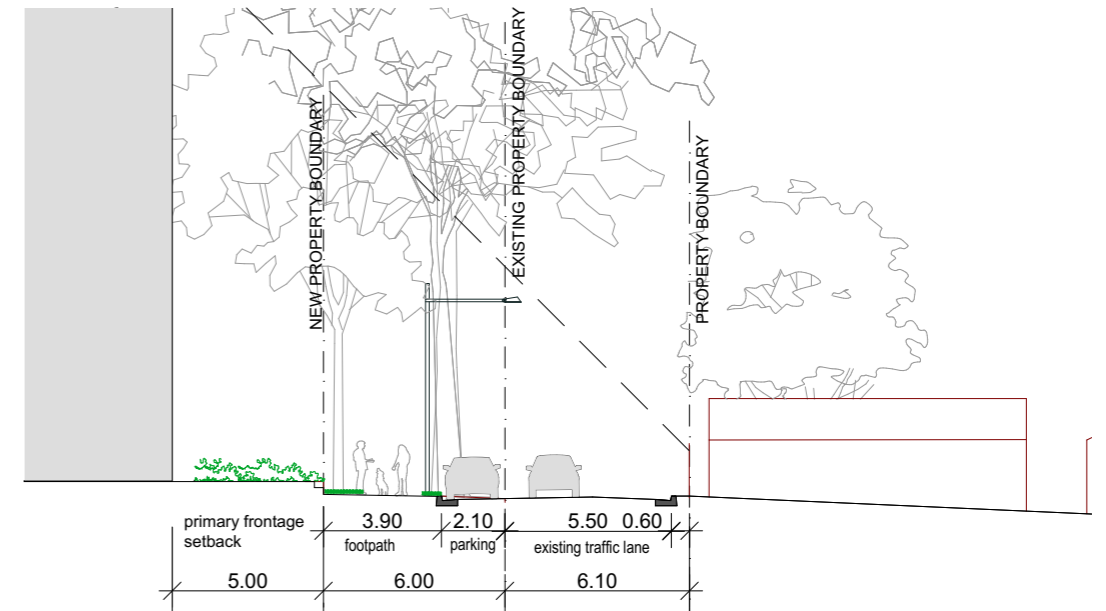 NEW PROPERTY BOUNDARY
EXISTING PROPERTY BOUNDARY
PROPERTY BOUNDARY
primary frontage
setback
3.90
footpath
2.10
parking
5.50 0.60
existing traffic lane
5.00
6.00
6.10